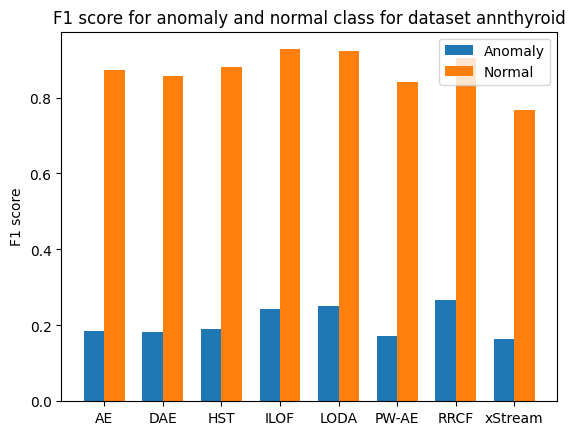 F1 score for anomaly and normal class for dataset annthyroid
Anomaly
Normal
F1 score
0.8
0.6
0.4
0.2
0.0
AE DAE HST ILOF LODA PW-AE RRCF xStream